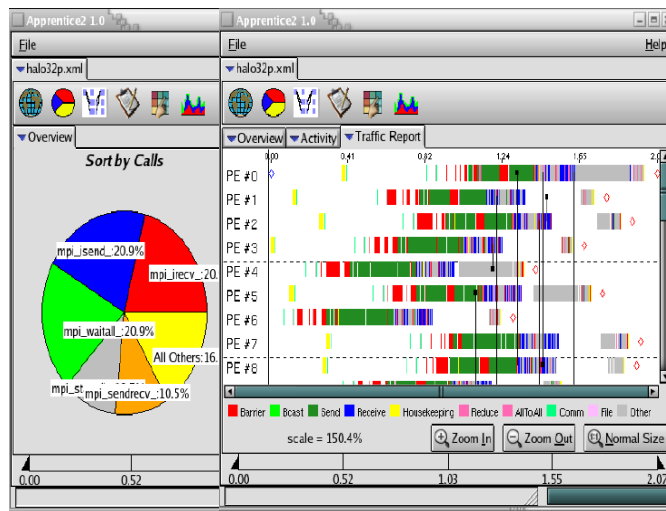 Apprentice2 1.0
File
halo32p.xml
Overview
Sort by Calls
mpi_isend_:20.9%
mpi_irecv_:20.
mpi_waitall_:20.9%
All Others:16.
mpi_sendrecv_:10.5%
0.00 0.52
Apprentice2 1.0
File Help
halo32p.xml
Overview Activity Traffic Report
0.00 0.41 0.82 1.24 1.65 2.0
PE #0
PE #1
PE #2
PE #3
PE #4
PE #5
PE #6
PE #7
PE #8
Barrier Bcast Send Receive Housekeeping Reduce AllToAll Comm File Other
scale = 150.4% Zoom In Zoom Out Normal Size
0.00 0.52 1.03 1.55 2.07